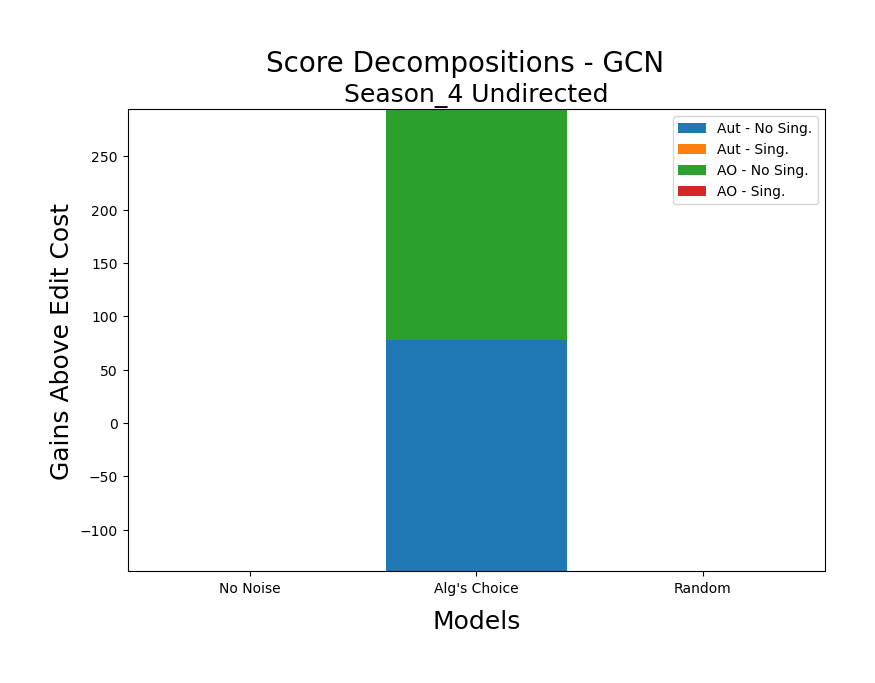 Score Decompositions - GCN
Season_4 Undirected
Aut - No Sing.
Aut - Sing.
AO - No Sing.
AO - Sing.
Gains Above Edit Cost
250
200
150
100
50
0
−50
−100
No Noise
Alg's Choice
Random
Models